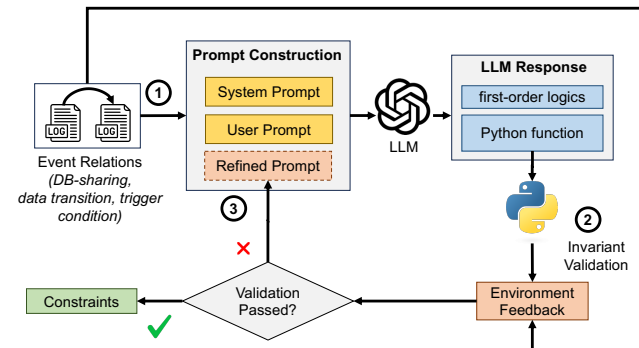 Prompt Construction
System Prompt
User Prompt
Refined Prompt
1
LOG
LOG
Event Relations
(DB-sharing,
data transition, trigger
condition)
LLM
LLM Response
first-order logics
Python function
2
Invariant
Validation
3
Validation
Passed?
Constraints
Environment
Feedback